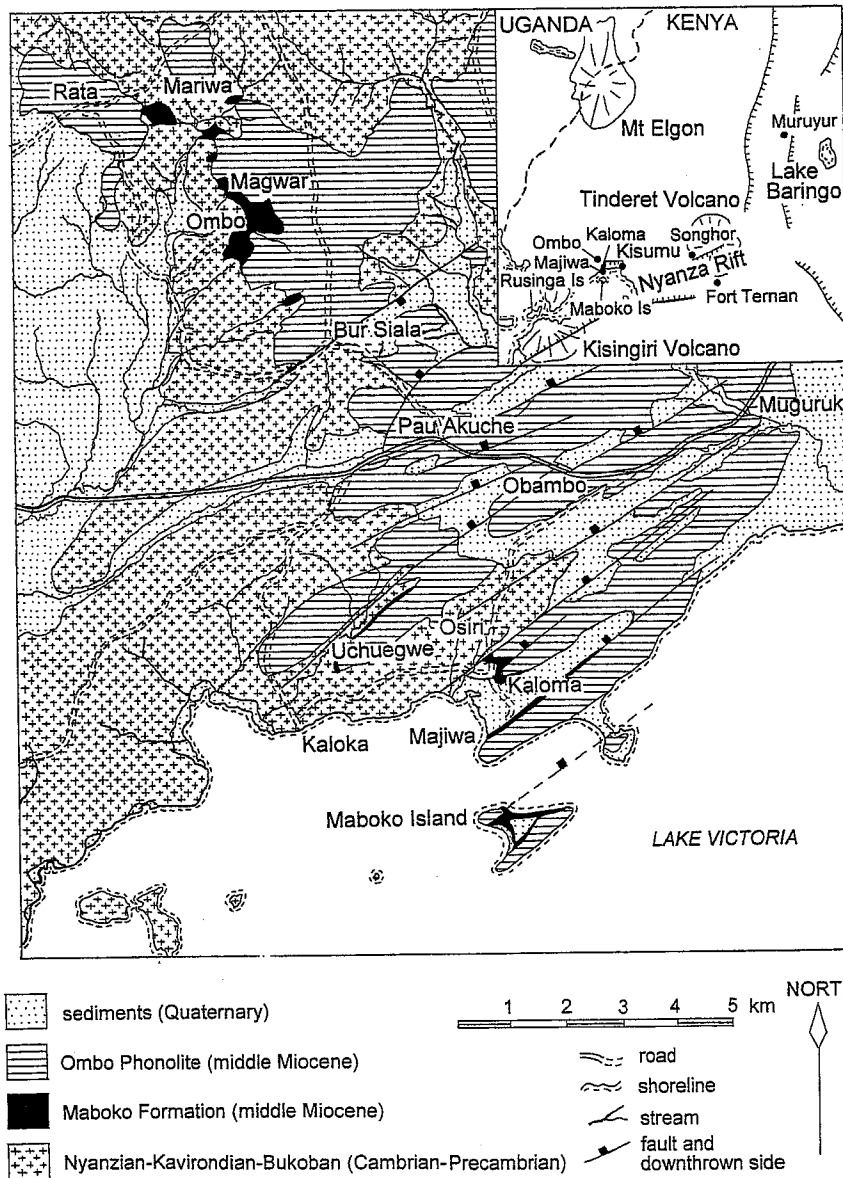 UGANDA
KENYA
Mt Elgon
Muruyur
Lake
Baringo
Tinderet Volcano
Ombo
Kaloma
Songhor
Majiwa
Kisumu
Rusinga Is
Nyanza Rift
Maboko Is
Fort Ternan
Kisingiri Volcano
Rata
Mariwa
Magwar
Ombo
Bur Siala
Pau Akuche
Muguruk
Obambo
Osiri
Uchuegwe
Kaloma
Kaloka
Majiwa
Maboko Island
LAKE VICTORIA
sediments (Quaternary)
Ombo Phonolite (middle Miocene)
Maboko Formation (middle Miocene)
Nyanzian-Kavirondian-Bukoban (Cambrian-Precambrian)
1 2 3 4 5 km
road
shoreline
stream
fault and
downthrown side
NORT